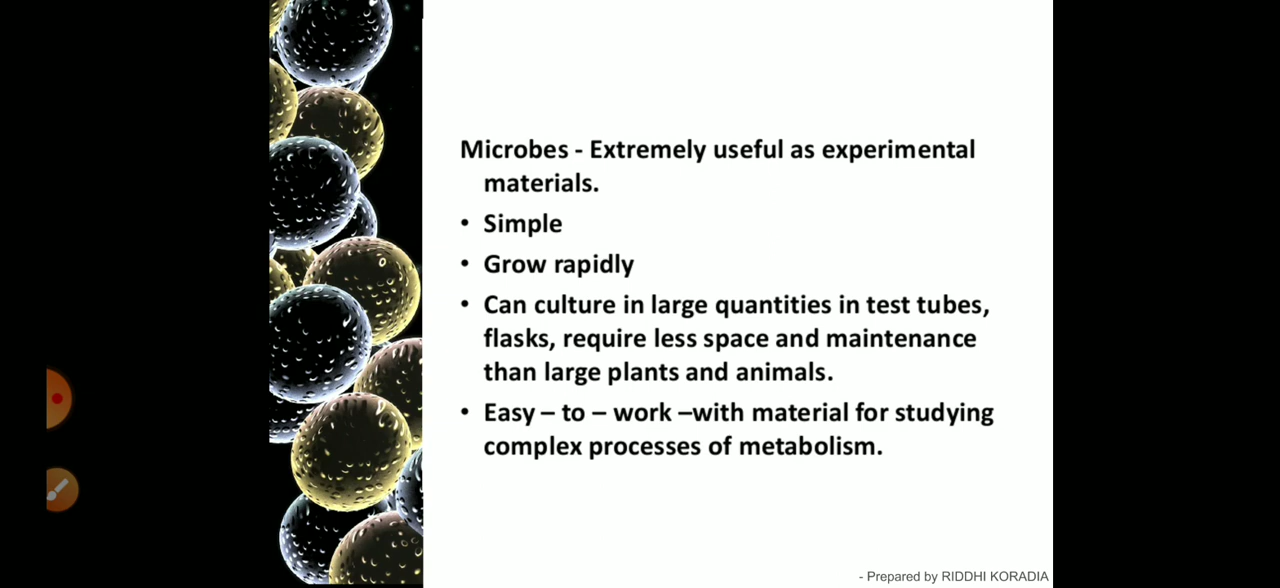 Microbes - Extremely useful as experimental
materials.
• Simple
• Grow rapidly
• Can culture in large quantities in test tubes,
flasks, require less space and maintenance
than large plants and animals.
• Easy – to – work –with material for studying
complex processes of metabolism.
- Prepared by RIDDHI KORADIA